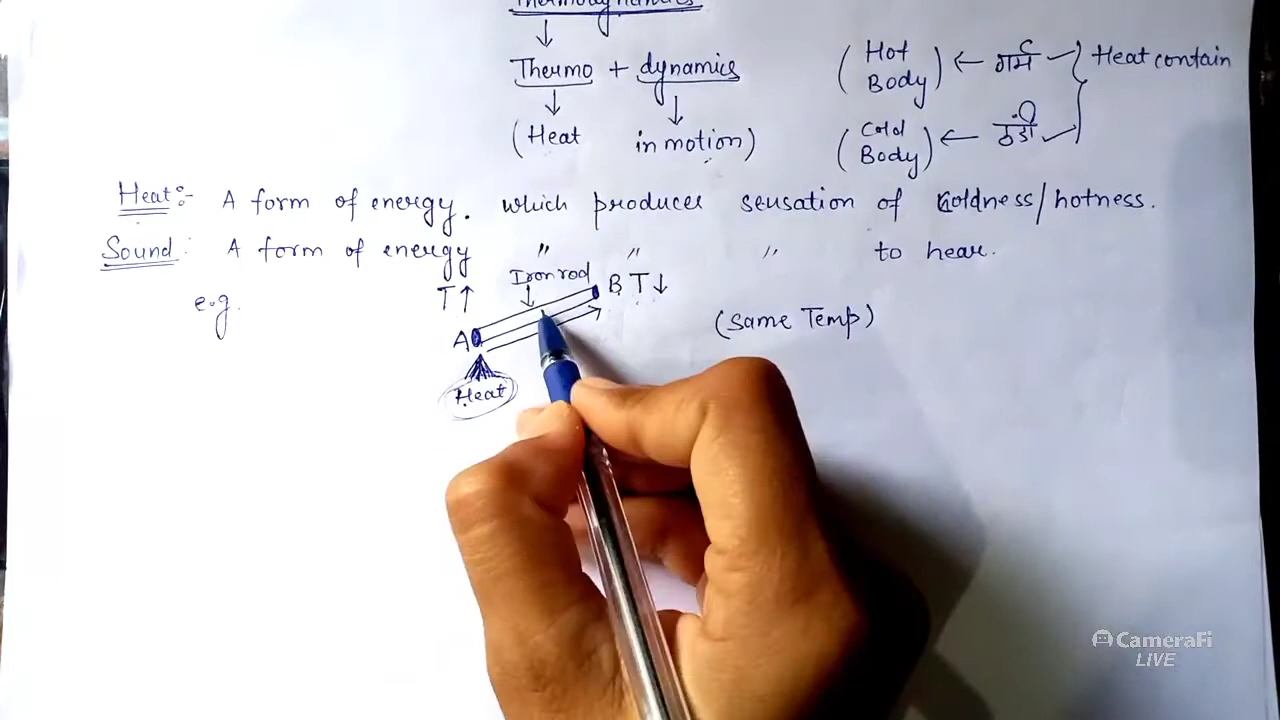 Thermodynamics
Thermo + dynamics
(Heat in motion)
(Hot Body) ← गर्म
Heat contain
(Cold Body) ← ठंडी
Heat:- A form of energy. which produces sensation of Coldness/hotness.
Sound: A form of energy " " " to hear.
e.g.
Iron rod
T↑
B T↓
A
(Same Temp)
Heat
CameraFi
LIVE